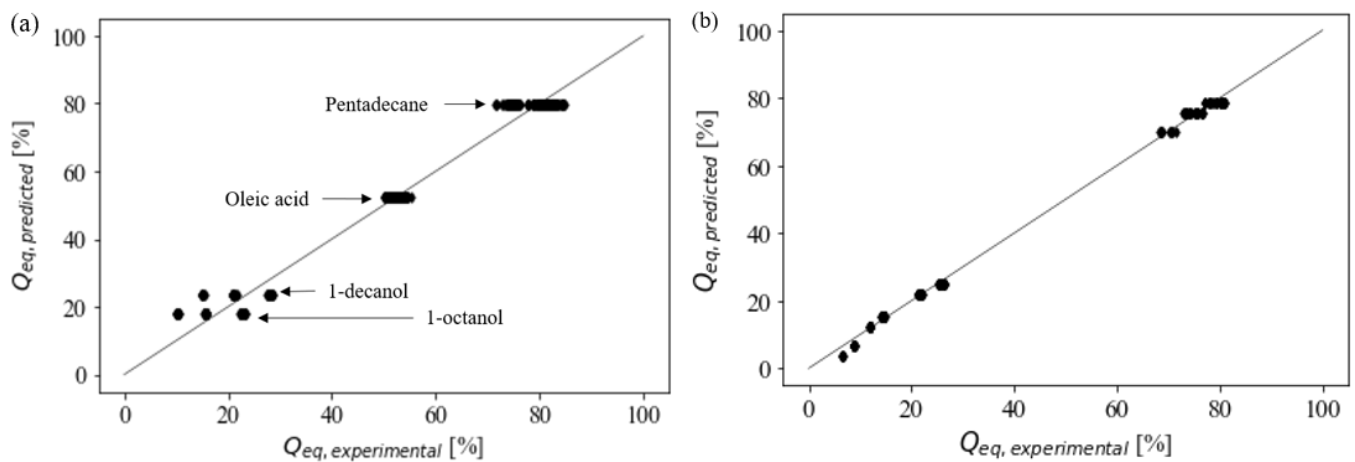 (a)
100
80
60
40
20
0
Q_eq, predicted [%]
Pentadecane
Oleic acid
1-decanol
1-octanol
0 20 40 60 80 100
Q_eq, experimental [%]
(b)
100
80
60
40
20
0
Q_eq, predicted [%]
0 20 40 60 80 100
Q_eq, experimental [%]